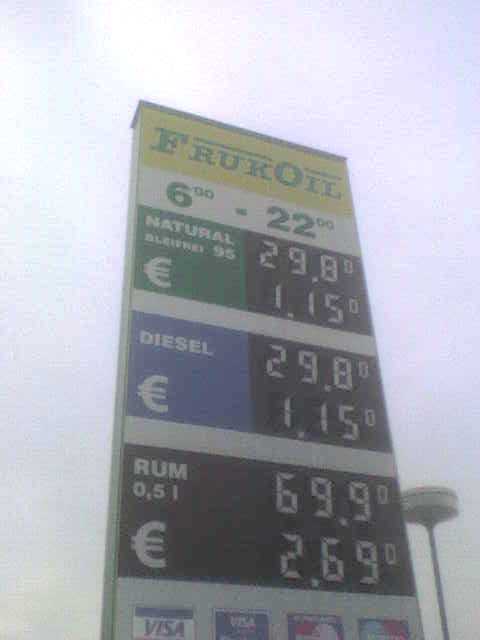 FRUKOIL
6⁰⁰ - 22⁰⁰
NATURAL
BLEIFREI 95
29.8⁰
€ 1.15⁰
DIESEL 29.8⁰
€ 1.15⁰
RUM
0,5 l
69.9⁰
€ 2.69⁰
VISA VISA